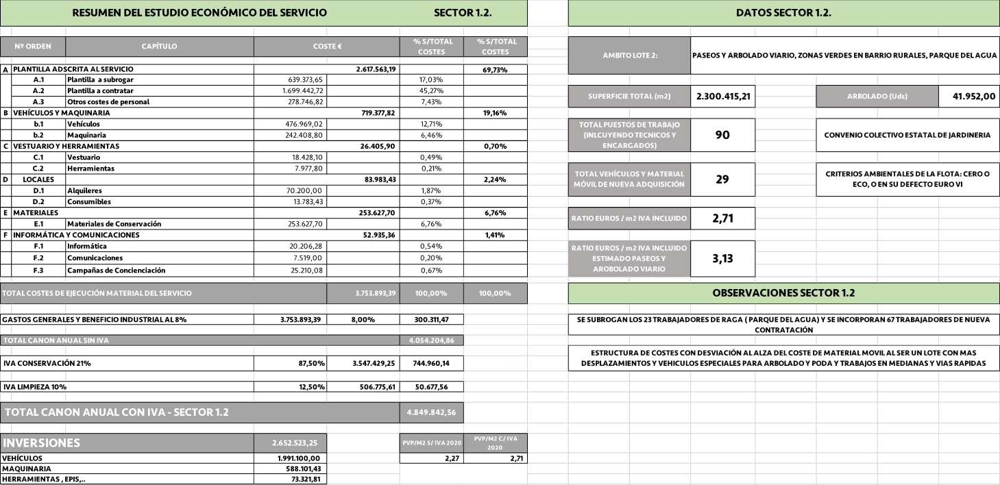 RESUMEN DEL ESTUDIO ECONÓMICO DEL SERVICIO SECTOR 1.2.
Nº ORDEN CAPÍTULO COSTE € % S/TOTAL COSTES % S/TOTAL COSTES
A PLANTILLA ADSCRITA AL SERVICIO 2.617.563,19 69,73%
A.1 Plantilla a subrogar 639.373,65 17,03%
A.2 Plantilla a contratar 1.699.442,72 45,27%
A.3 Otros costes de personal 278.746,82 7,43%
B VEHÍCULOS Y MAQUINARIA 719.377,82 19,16%
b.1 Vehículos 476.969,02 12,71%
b.2 Maquinaria 242.408,80 6,46%
C VESTUARIO Y HERRAMIENTAS 26.405,90 0,70%
C.1 Vestuario 18.428,10 0,49%
C.2 Herramientas 7.977,80 0,21%
D LOCALES 83.983,43 2,24%
D.1 Alquileres 70.200,00 1,87%
D.2 Consumibles 13.783,43 0,37%
E MATERIALES 253.627,70 6,76%
E.1 Materiales de Conservación 253.627,70 6,76%
F INFORMÁTICA Y COMUNICACIONES 52.935,36 1,41%
F.1 Informática 20.206,28 0,54%
F.2 Comunicaciones 7.519,00 0,20%
F.3 Campañas de Concienciación 25.210,08 0,67%
TOTAL COSTES DE EJECUCIÓN MATERIAL DEL SERVICIO 3.753.893,39 100,00% 100,00%
GASTOS GENERALES Y BENEFICIO INDUSTRIAL AL 8% 3.753.893,39 8,00% 300.311,47
TOTAL CANON ANUAL SIN IVA 4.054.204,86
IVA CONSERVACIÓN 21% 87,50% 3.547.429,25 744.960,14
IVA LIMPIEZA 10% 12,50% 506.775,61 50.677,56
TOTAL CANON ANUAL CON IVA - SECTOR 1.2 4.849.842,56
INVERSIONES 2.652.523,25 PVP/M2 S/ IVA 2020 PVP/M2 C/ IVA 2020
VEHÍCULOS 1.991.100,00 2,27 2,71
MAQUINARIA 588.101,43
HERRAMIENTAS , EPIS,.. 73.321,81
DATOS SECTOR 1.2.
AMBITO LOTE 2: PASEOS Y ARBOLADO VIARIO, ZONAS VERDES EN BARRIO RURALES, PARQUE DEL AGUA
SUPERFICIE TOTAL (m2) 2.300.415,21 ARBOLADO (Uds) 41.952,00
TOTAL PUESTOS DE TRABAJO
(INLCUYENDO TECNICOS Y
ENCARGADOS)
90 CONVENIO COLECTIVO ESTATAL DE JARDINERIA
TOTAL VEHÍCULOS Y MATERIAL
MÓVIL DE NUEVA ADQUISICIÓN
29
CRITERIOS AMBIENTALES DE LA FLOTA: CERO O
ECO, O EN SU DEFECTO EURO VI
RATIO EUROS / m2 IVA INCLUIDO 2,71
RATIO EUROS / m2 IVA INCLUIDO
ESTIMADO PASEOS Y
AROBOLADO VIARIO
3,13
OBSERVACIONES SECTOR 1.2
SE SUBROGAN LOS 23 TRABAJADORES DE RAGA ( PARQUE DEL AGUA) Y SE INCORPORAN 67 TRABAJADORES DE NUEVA
CONTRATACIÓN
ESTRUCTURA DE COSTES CON DESVIACIÓN AL ALZA DEL COSTE DE MATERIAL MOVIL AL SER UN LOTE CON MAS
DESPLAZAMIENTOS Y VEHICULOS ESPECIALES PARA ARBOLADO Y PODA Y TRABAJOS EN MEDIANAS Y VIAS RAPIDAS